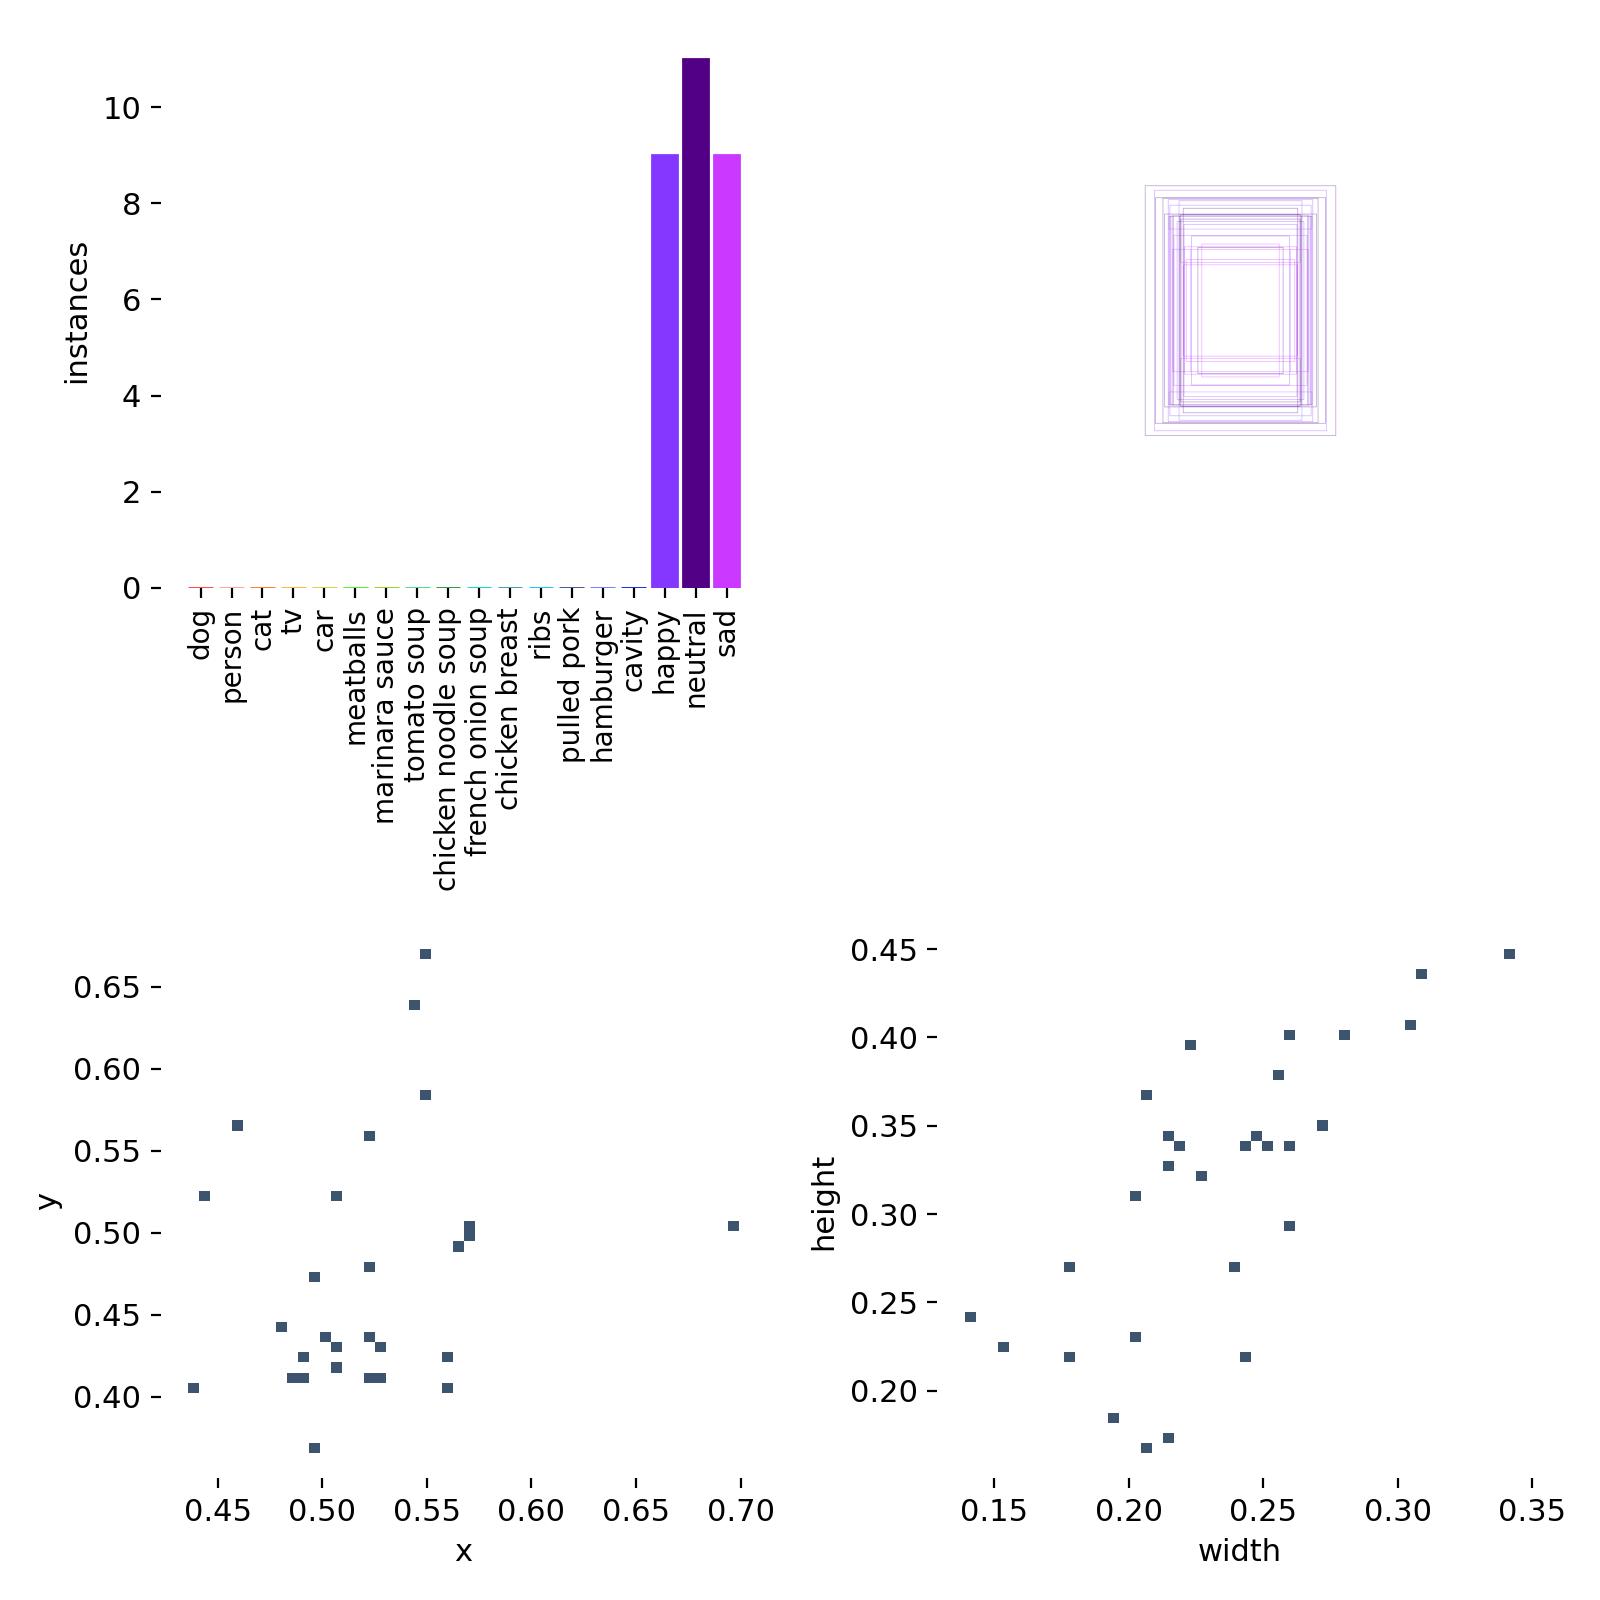 instances
10
8
6
4
2
0
dog
person
cat
tv
car
meatballs
marinara sauce
tomato soup
chicken noodle soup
french onion soup
chicken breast
ribs
pulled pork
hamburger
cavity
happy
neutral
sad
y
0.65
0.60
0.55
0.50
0.45
0.40
0.45 0.50 0.55 0.60 0.65 0.70
x
height
0.45
0.40
0.35
0.30
0.25
0.20
0.15 0.20 0.25 0.30 0.35
width